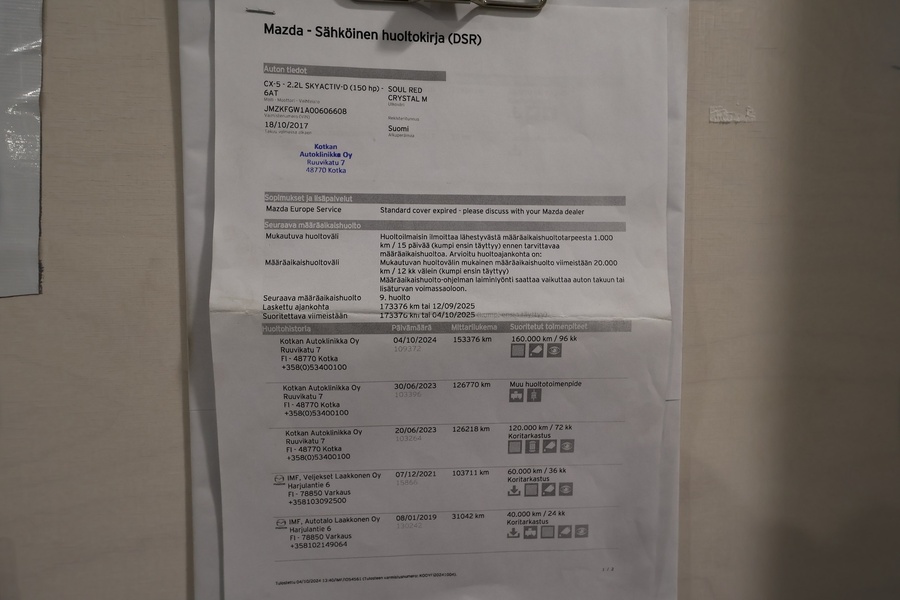 Mazda - Sähköinen huoltokirja (DSR)
Auton tiedot
CX-5 - 2.2L SKYACTIV-D (150 hp) - 6AT
SOUL RED CRYSTAL M
Malli - Moottori - Vaihteisto
JMZKFGW1A00606608
18/10/2017
Suomi
Kotkan
Autoklinikka Oy
Ruuvikatu 7
48770 Kotka
Sopimukset ja lisäpalvelut
Mazda Europe Service Standard cover expired - please discuss with your Mazda dealer
Seuraava määräaikaishuolto
Mukautuva huoltoväli Huoltoilmaisin ilmoittaa lähestyvästä määräaikaishuoltotarpeesta 1.000
km / 15 päivää (kumpi ensin täyttyy) ennen tarvittavaa
määräaikaishuoltoa. Arvioitu huoltoajankohta on:
Määräaikaishuoltoväli Mukautuvan huoltovälin mukainen määräaikaishuolto viimeistään 20.000
km / 12 kk välein (kumpi ensin täyttyy)
Määräaikaishuolto-ohjelman laiminlyönti saattaa vaikuttaa auton takuun tai
lisäturvan voimassaoloon.
Seuraava määräaikaishuolto 9. huolto
Laskettu ajankohta 173376 km tai 12/09/2025
Suoritettava viimeistään 173376 km tai 04/10/2025
Huoltohistoria Päivämäärä Mittarilukema Suoritetut toimenpiteet
Kotkan Autoklinikka Oy 04/10/2024 153376 km 160.000 km / 96 kk
Ruuvikatu 7 109372
FI - 48770 Kotka
+358(0)53400100
Kotkan Autoklinikka Oy 30/06/2023 126770 km Muu huoltotoimenpide
Ruuvikatu 7
FI - 48770 Kotka
+358(0)53400100
Kotkan Autoklinikka Oy 20/06/2023 126218 km 120.000 km / 72 kk
Ruuvikatu 7 103264 Koritarkastus
FI - 48770 Kotka
+358(0)53400100
IMF, Veljekset Laakkonen Oy 07/12/2021 103711 km 60.000 km / 36 kk
Harjulantie 6 Koritarkastus
FI - 78850 Varkaus
+358103092500
IMF, Autotalo Laakkonen Oy 08/01/2019 31042 km 40.000 km / 24 kk
Harjulantie 6 Koritarkastus
FI - 78850 Varkaus
+358102149064